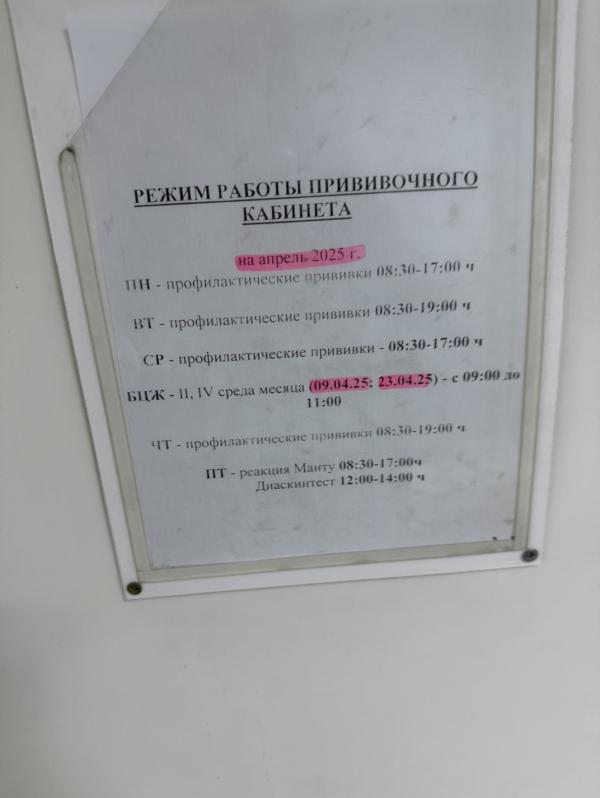 РЕЖИМ РАБОТЫ ПРИВИВОЧНОГО
КАБИНЕТА
на апрель 2025 г.
ПН - профилактические прививки 08:30-17:00 ч
ВТ - профилактические прививки 08:30-19:00 ч
СР - профилактические прививки - 08:30-17:00 ч
БЦЖ - II, IV среда месяца (09.04.25; 23.04.25) - с 09:00 до
11:00
ЧТ - профилактические прививки 08:30-19:00 ч
ПТ - реакция Манту 08:30-17:00ч
Диаскинтест 12:00-14:00 ч